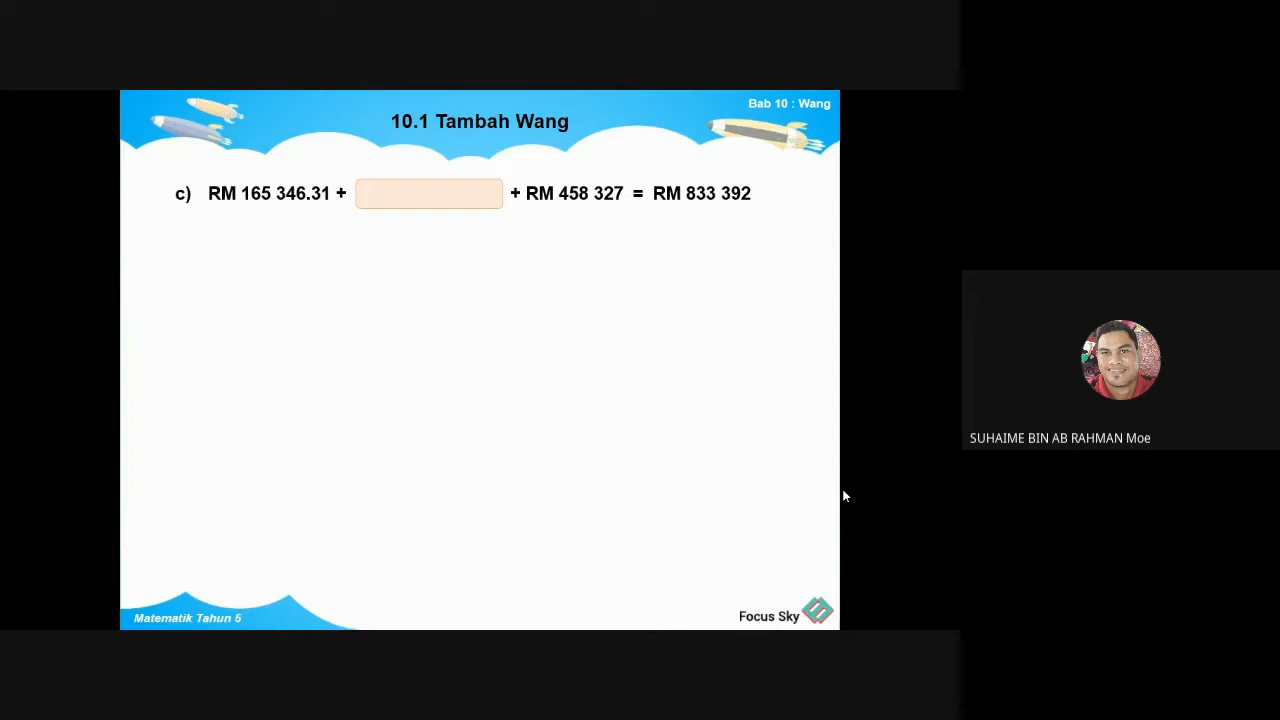 Bab 10 : Wang
10.1 Tambah Wang
c) RM 165 346.31 + + RM 458 327 = RM 833 392
SUHAIME BIN AB RAHMAN Moe
Matematik Tahun 5
Focus Sky